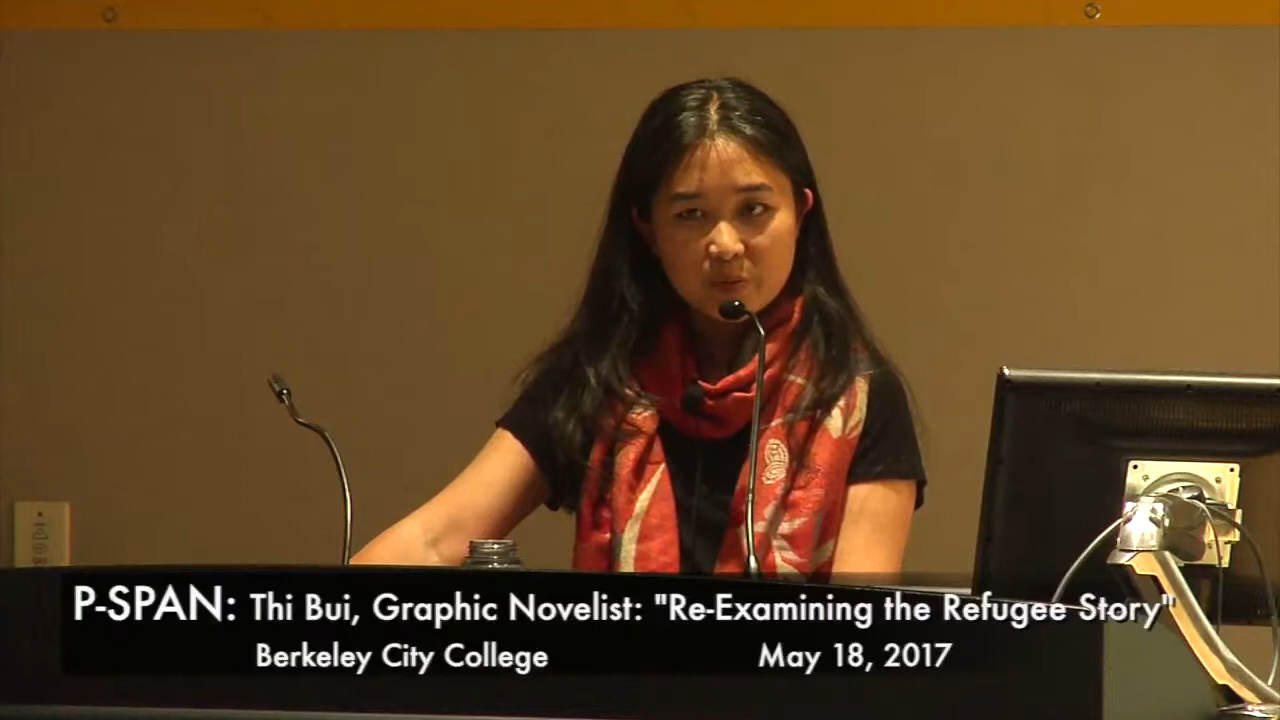 P-SPAN: Thi Bui, Graphic Novelist: "Re-Examining the Refugee Story"
Berkeley City College May 18, 2017